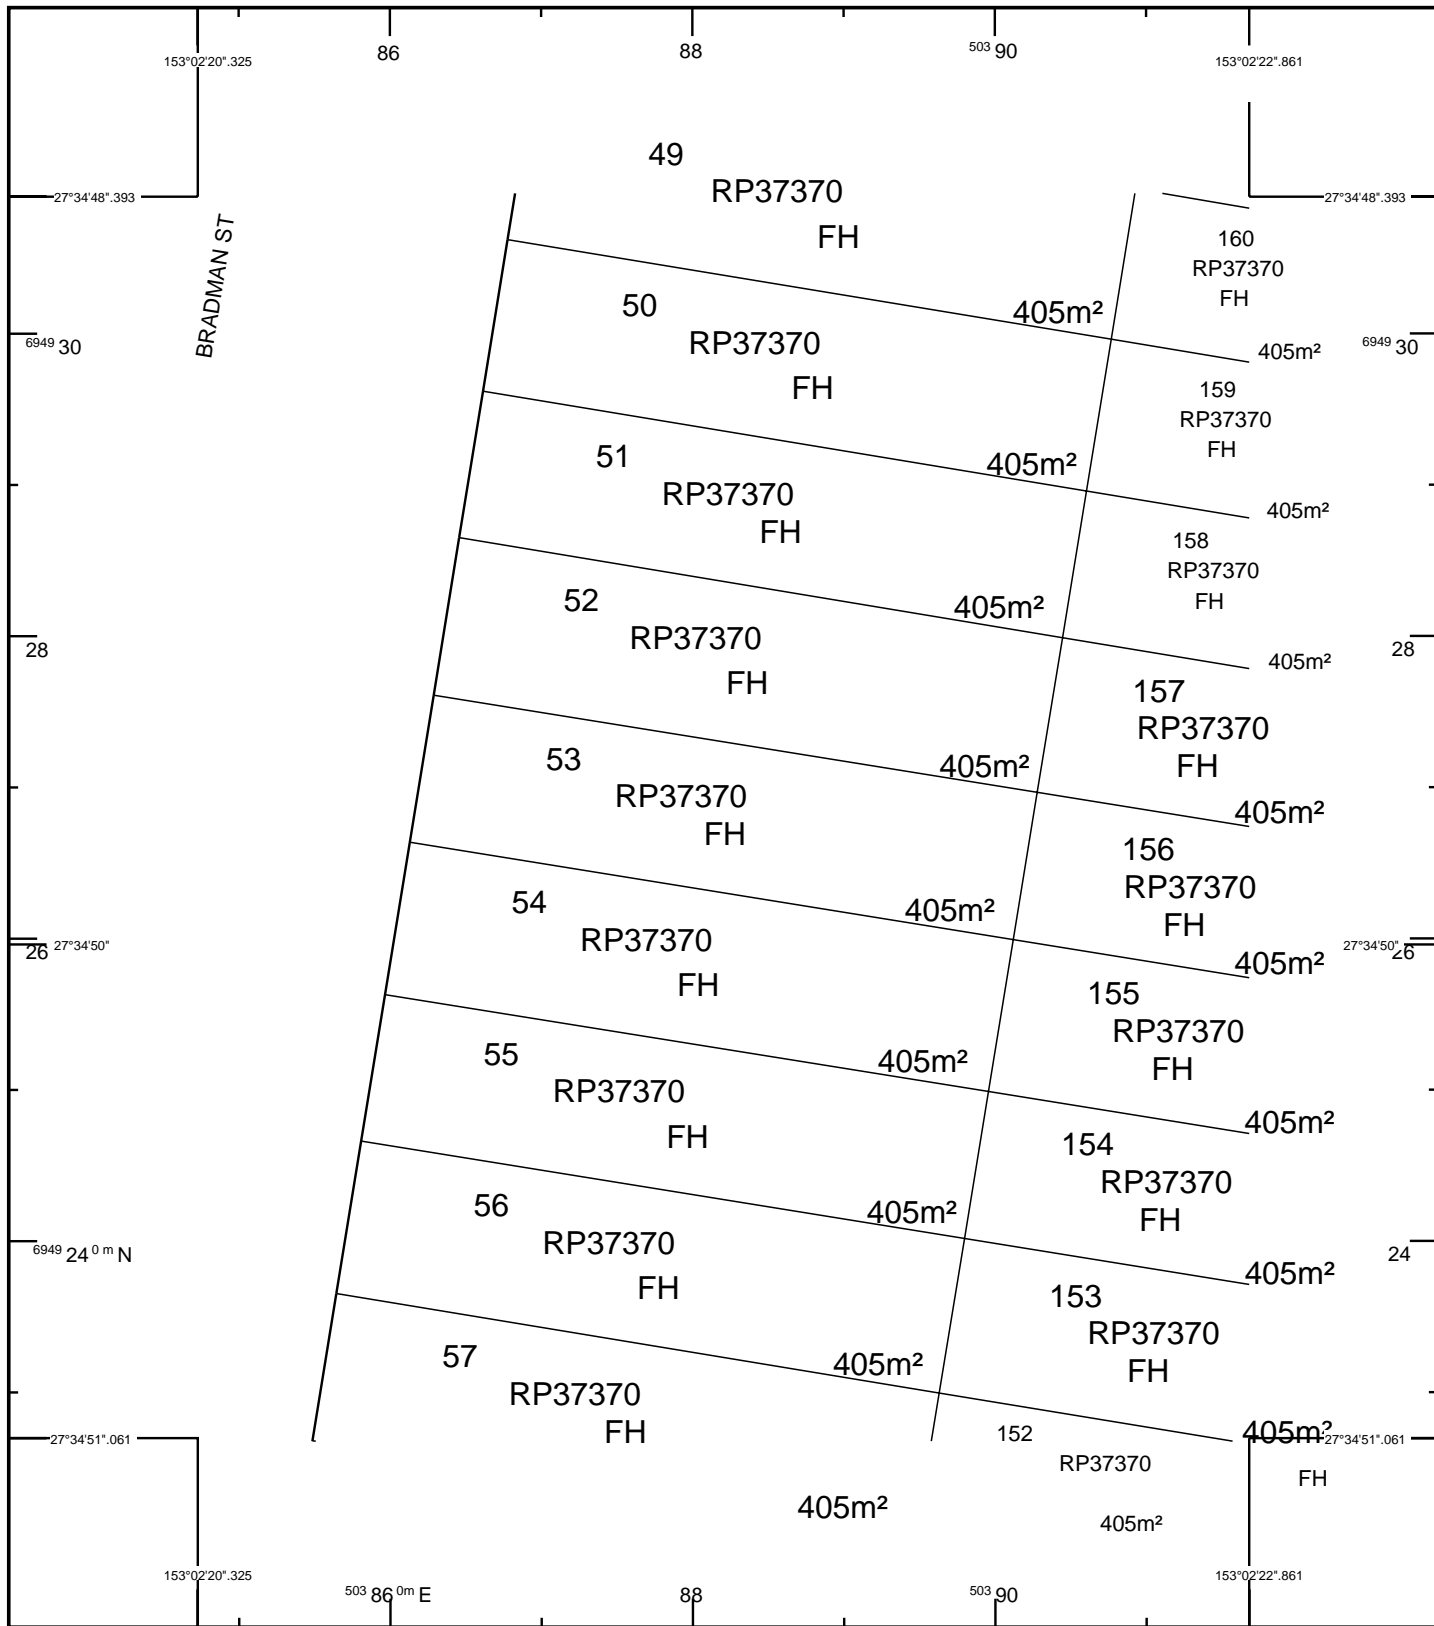 86
88
503 90
153°02'20".325
153°02'22".861
49
RP37370
FH
27°34'48".393
27°34'48".393
BRADMAN ST
160
RP37370
FH
50
RP37370
FH
405m²
6949 30
405m²
6949 30
159
RP37370
FH
51
RP37370
FH
405m²
405m²
158
RP37370
FH
52
RP37370
FH
405m²
28
405m²
28
157
RP37370
FH
53
RP37370
FH
405m²
405m²
156
RP37370
FH
54
RP37370
FH
405m²
26 27°34'50"
405m²
27°34'50" 26
155
RP37370
FH
55
RP37370
FH
405m²
405m²
154
RP37370
FH
56
RP37370
FH
405m²
6949 24 0 m N
24
405m²
153
RP37370
FH
57
RP37370
FH
405m²
27°34'51".061
152
RP37370
405m²
27°34'51".061
FH
405m²
405m²
153°02'20".325
153°02'22".861
503 86 0m E
88
503 90